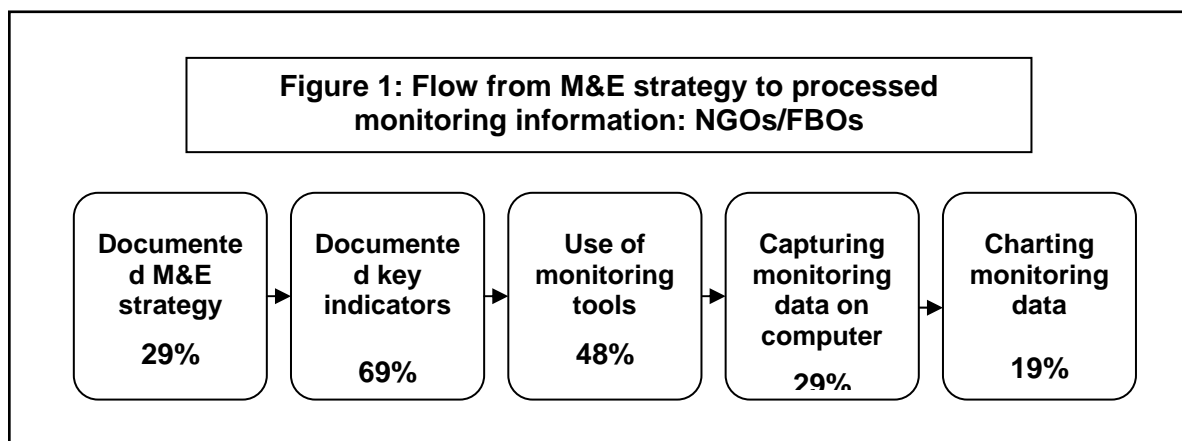 Figure 1: Flow from M&E strategy to processed
monitoring information: NGOs/FBOs
Documente
d M&E
strategy
29%
Documente
d key
indicators
69%
Use of
monitoring
tools
48%
Capturing
monitoring
data on
computer
29%
Charting
monitoring
data
19%